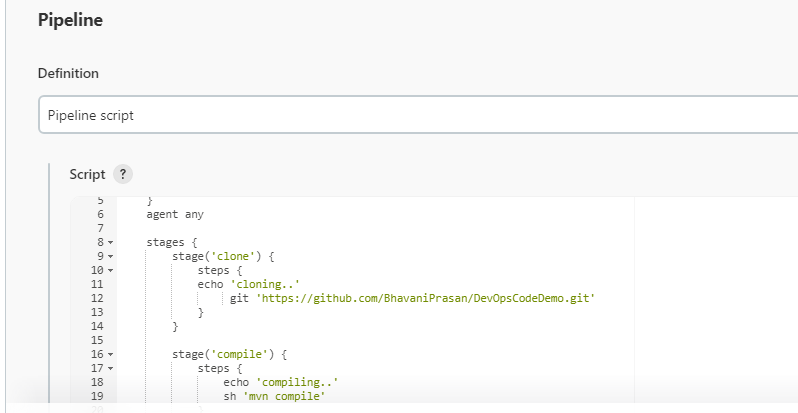 Pipeline
Definition
Pipeline script
Script ?
5 }
6 agent any
7
8 stages {
9 stage('clone') {
10 steps {
11 echo 'cloning..'
12 git 'https://github.com/BhavaniPrasan/DevOpsCodeDemo.git'
13 }
14 }
15
16 stage('compile') {
17 steps {
18 echo 'compiling..'
19 sh 'mvn compile'
20 }